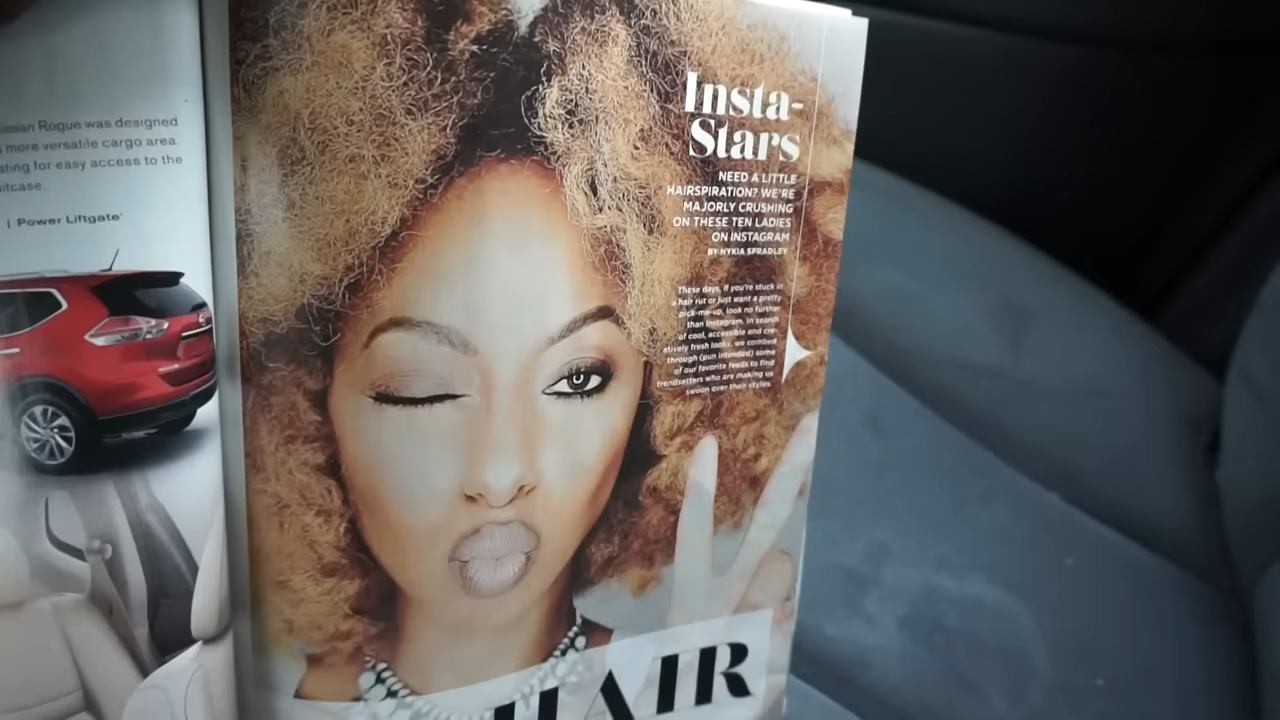 Rogue was designed
more versatile cargo area.
for easy access to the
| Power Liftgate*
Insta-
Stars
NEED A LITTLE
HAIRSPIRATION? WE'RE
MAJORLY CRUSHING
ON THESE TEN LADIES
ON INSTAGRAM
BY NYKIA SPRADLEY
These days, if you're stuck in
a hair rut or just want a pretty
pick-me-up, look no further
than Instagram. In search
of cool, accessible and cre-
atively fresh looks, we combed
through (pun intended) some
of our favorite feeds to find
trendsetters who are making us
swoon over their styles.
HAIR